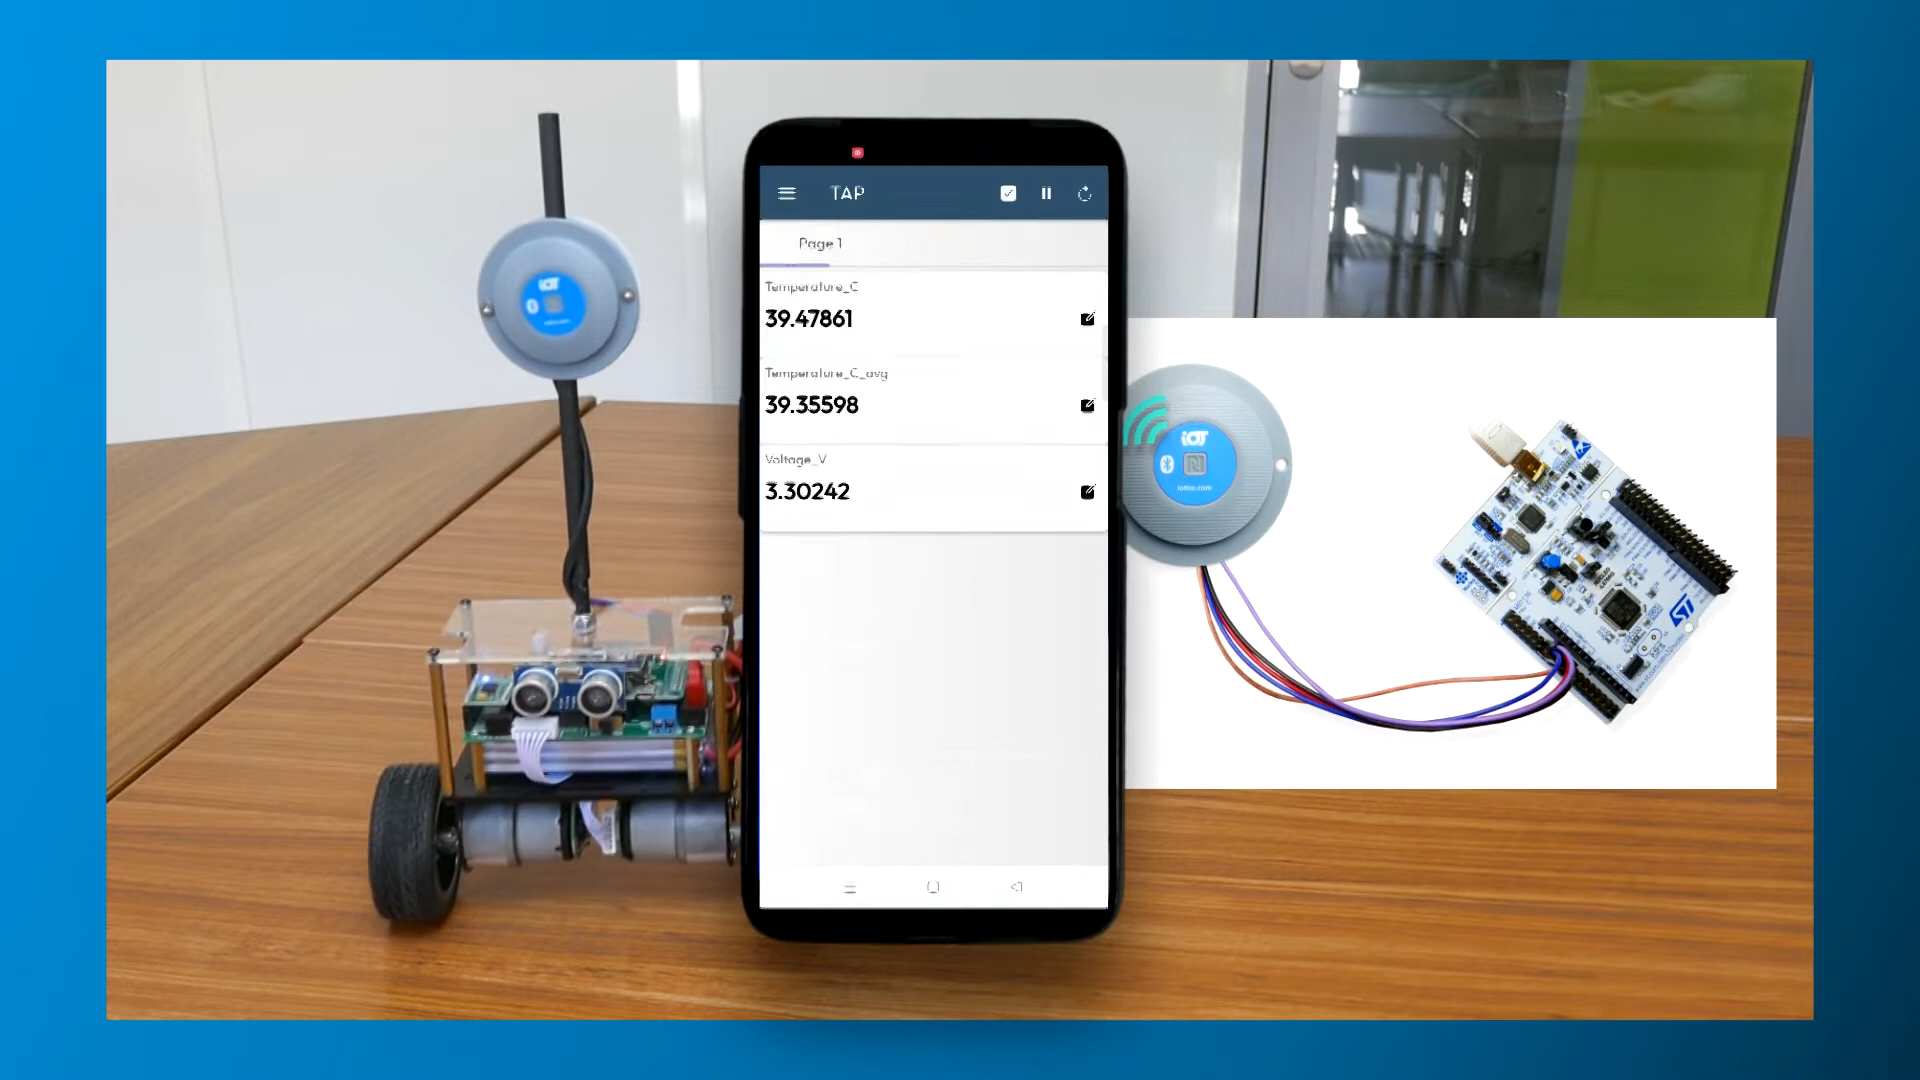 TAP
Page 1
Temperature_C
39.47861
Temperature_C_avg
39.35598
Voltage_V
3.30242
iOT
iOT